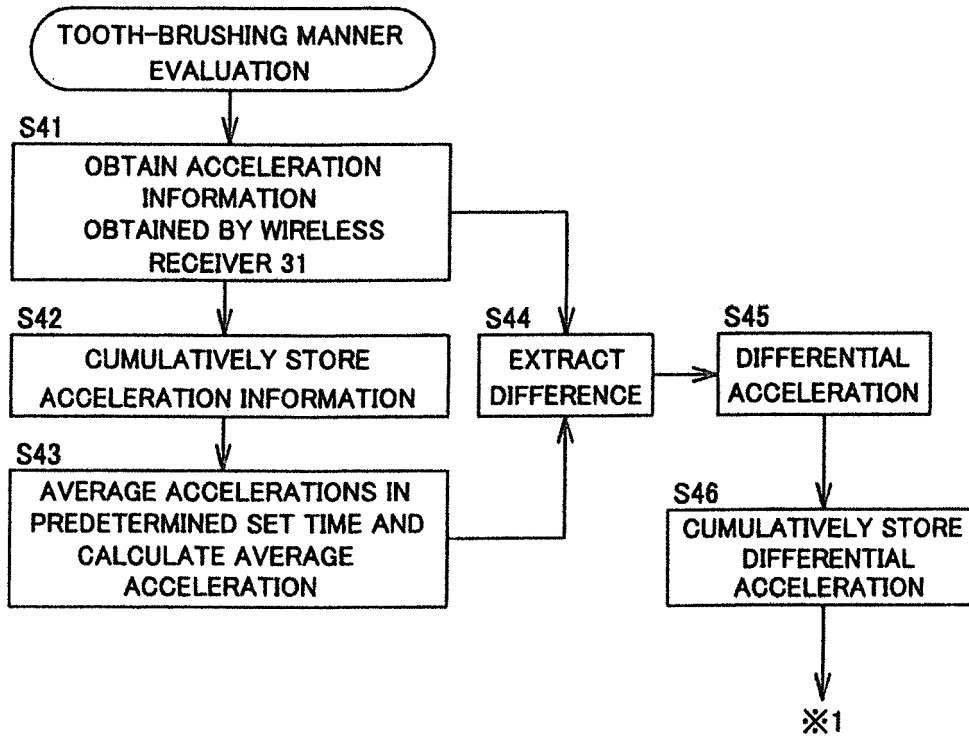 TOOTH-BRUSHING MANNER
EVALUATION
S41
OBTAIN ACCELERATION
INFORMATION
OBTAINED BY WIRELESS
RECEIVER 31
S42
CUMULATIVELY STORE
ACCELERATION INFORMATION
S43
AVERAGE ACCELERATIONS IN
PREDETERMINED SET TIME AND
CALCULATE AVERAGE
ACCELERATION
S44
EXTRACT
DIFFERENCE
S45
DIFFERENTIAL
ACCELERATION
S46
CUMULATIVELY STORE
DIFFERENTIAL
ACCELERATION
※1